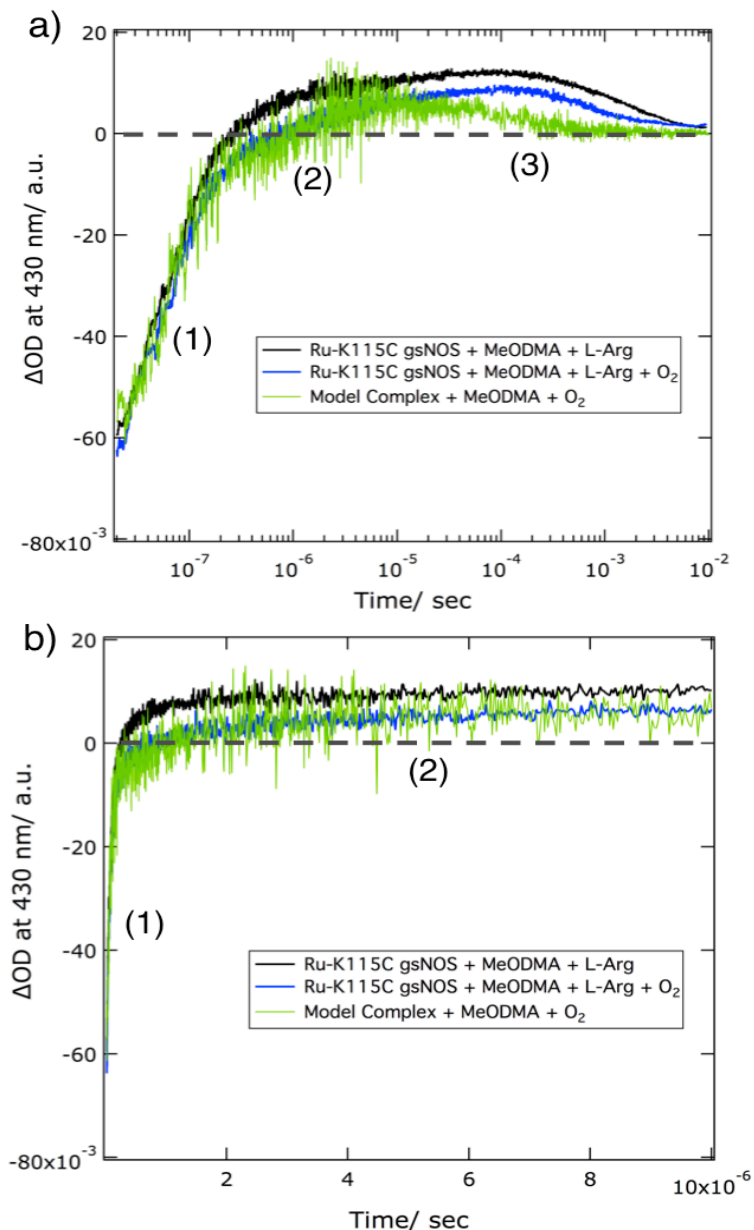 a)
20
0
-20
-40
-60
-80x10-3
ΔOD at 430 nm/ a.u.
(1)
(2)
(3)
Ru-K115C gsNOS + MeODMA + L-Arg
Ru-K115C gsNOS + MeODMA + L-Arg + O2
Model Complex + MeODMA + O2
10-7
10-6
10-5
10-4
10-3
10-2
Time/ sec
b)
20
0
-20
-40
-60
-80x10-3
ΔOD at 430 nm/ a.u.
(1)
(2)
Ru-K115C gsNOS + MeODMA + L-Arg
Ru-K115C gsNOS + MeODMA + L-Arg + O2
Model Complex + MeODMA + O2
2
4
6
8
10x10-6
Time/ sec